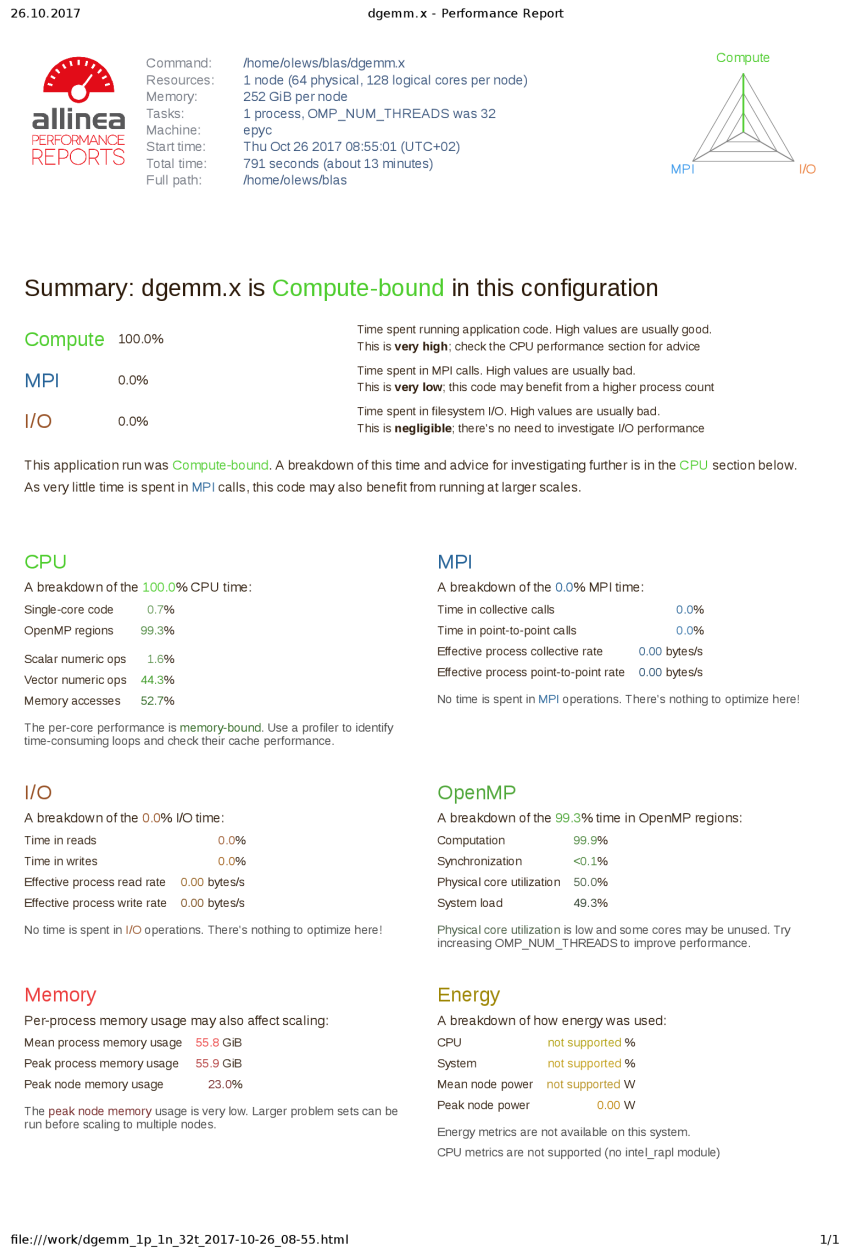 26.10.2017 dgemm.x - Performance Report
allinea
PERFORMANCE
REPORTS
Command: /home/olews/blas/dgemm.x
Resources: 1 node (64 physical, 128 logical cores per node)
Memory: 252 GiB per node
Tasks: 1 process, OMP_NUM_THREADS was 32
Machine: epyc
Start time: Thu Oct 26 2017 08:55:01 (UTC+02)
Total time: 791 seconds (about 13 minutes)
Full path: /home/olews/blas
Compute
MPI I/O
Summary: dgemm.x is Compute-bound in this configuration
Compute 100.0%
Time spent running application code. High values are usually good.
This is very high; check the CPU performance section for advice
MPI 0.0%
Time spent in MPI calls. High values are usually bad.
This is very low; this code may benefit from a higher process count
I/O 0.0%
Time spent in filesystem I/O. High values are usually bad.
This is negligible; there's no need to investigate I/O performance
This application run was Compute-bound. A breakdown of this time and advice for investigating further is in the CPU section below.
As very little time is spent in MPI calls, this code may also benefit from running at larger scales.
CPU
A breakdown of the 100.0% CPU time:
Single-core code 0.7%
OpenMP regions 99.3%
Scalar numeric ops 1.6%
Vector numeric ops 44.3%
Memory accesses 52.7%
The per-core performance is memory-bound. Use a profiler to identify
time-consuming loops and check their cache performance.
MPI
A breakdown of the 0.0% MPI time:
Time in collective calls 0.0%
Time in point-to-point calls 0.0%
Effective process collective rate 0.00 bytes/s
Effective process point-to-point rate 0.00 bytes/s
No time is spent in MPI operations. There's nothing to optimize here!
I/O
A breakdown of the 0.0% I/O time:
Time in reads 0.0%
Time in writes 0.0%
Effective process read rate 0.00 bytes/s
Effective process write rate 0.00 bytes/s
No time is spent in I/O operations. There's nothing to optimize here!
OpenMP
A breakdown of the 99.3% time in OpenMP regions:
Computation 99.9%
Synchronization <0.1%
Physical core utilization 50.0%
System load 49.3%
Physical core utilization is low and some cores may be unused. Try
increasing OMP_NUM_THREADS to improve performance.
Memory
Per-process memory usage may also affect scaling:
Mean process memory usage 55.8 GiB
Peak process memory usage 55.9 GiB
Peak node memory usage 23.0%
The peak node memory usage is very low. Larger problem sets can be
run before scaling to multiple nodes.
Energy
A breakdown of how energy was used:
CPU not supported %
System not supported %
Mean node power not supported W
Peak node power 0.00 W
Energy metrics are not available on this system.
CPU metrics are not supported (no intel_rapl module)
file:///work/dgemm_1p_1n_32t_2017-10-26_08-55.html 1/1